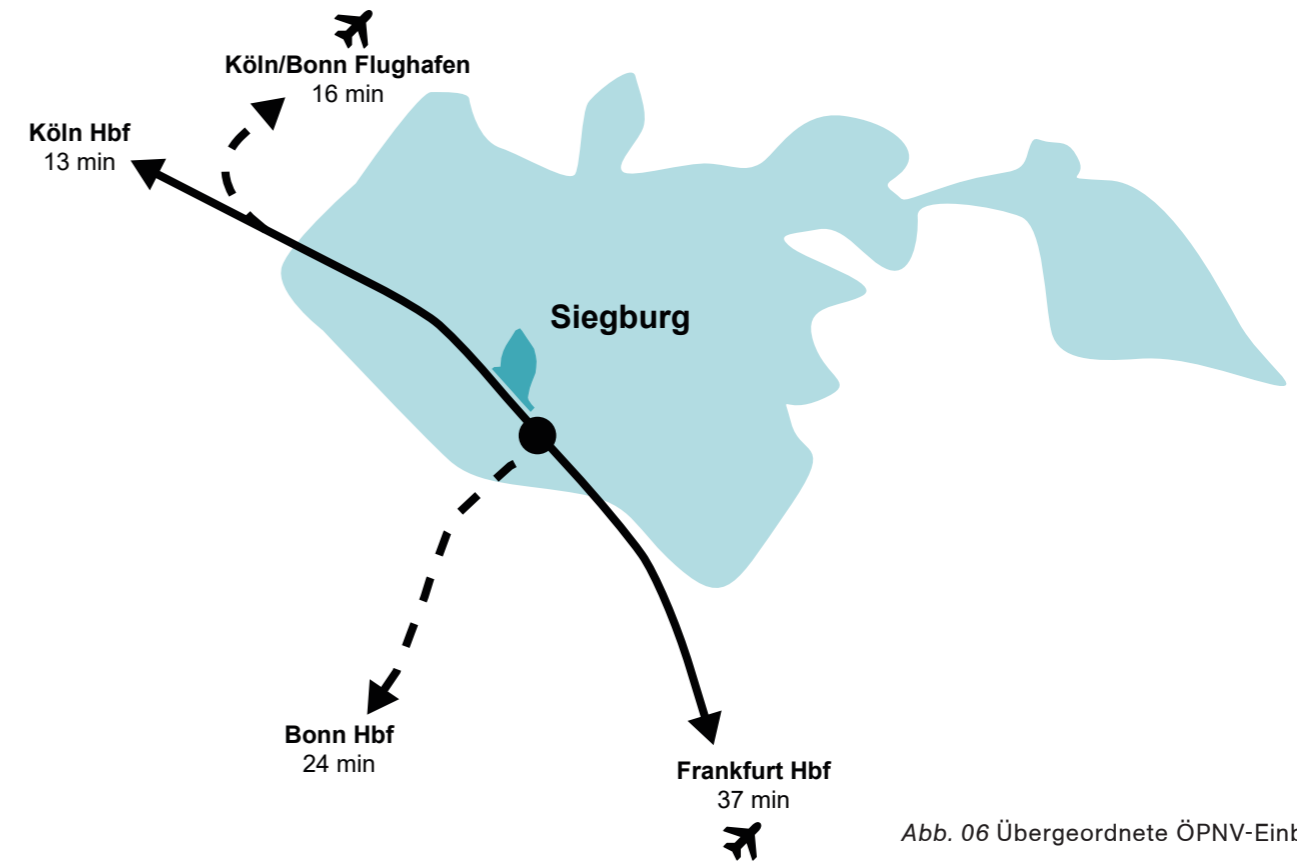 Köln/Bonn Flughafen
16 min
Köln Hbf
13 min
Siegburg
Bonn Hbf
24 min
Frankfurt Hbf
37 min
Abb. 06 Übergeordnete ÖPNV-Einb